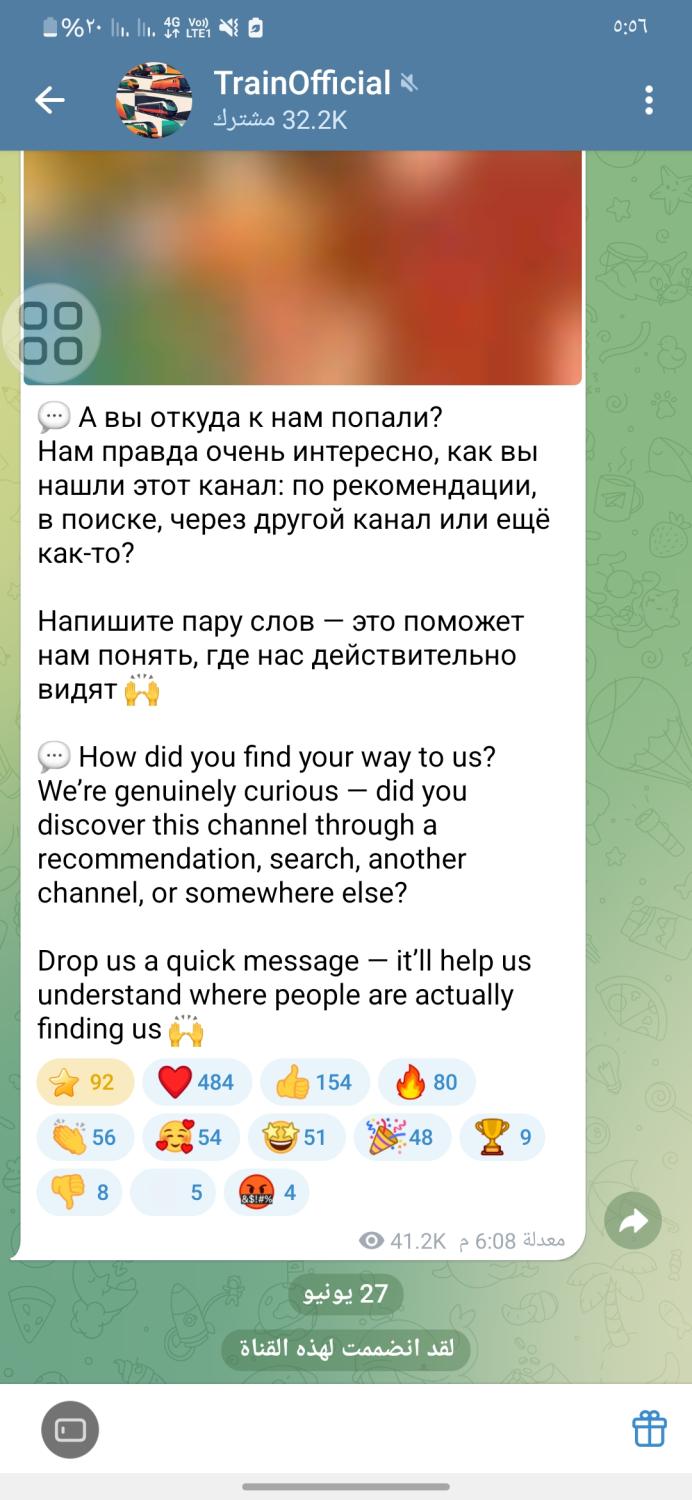 %٢٠ 4G Vo)) LTE1 ٥:٥٦
TrainOfficial
32.2K مشترك
💬 А вы откуда к нам попали?
Нам правда очень интересно, как вы
нашли этот канал: по рекомендации,
в поиске, через другой канал или ещё
как-то?
Напишите пару слов — это поможет
нам понять, где нас действительно
видят 🙌
💬 How did you find your way to us?
We’re genuinely curious — did you
discover this channel through a
recommendation, search, another
channel, or somewhere else?
Drop us a quick message — it’ll help us
understand where people are actually
finding us 🙌
⭐ 92 ❤️ 484 👍 154 🔥 80
👏 56 🥰 54 🤩 51 🎉 48 🏆 9
👎 8 5 🤬 4
41.2K معدلة 6:08 م
27 يونيو
لقد انضممت لهذه القناة